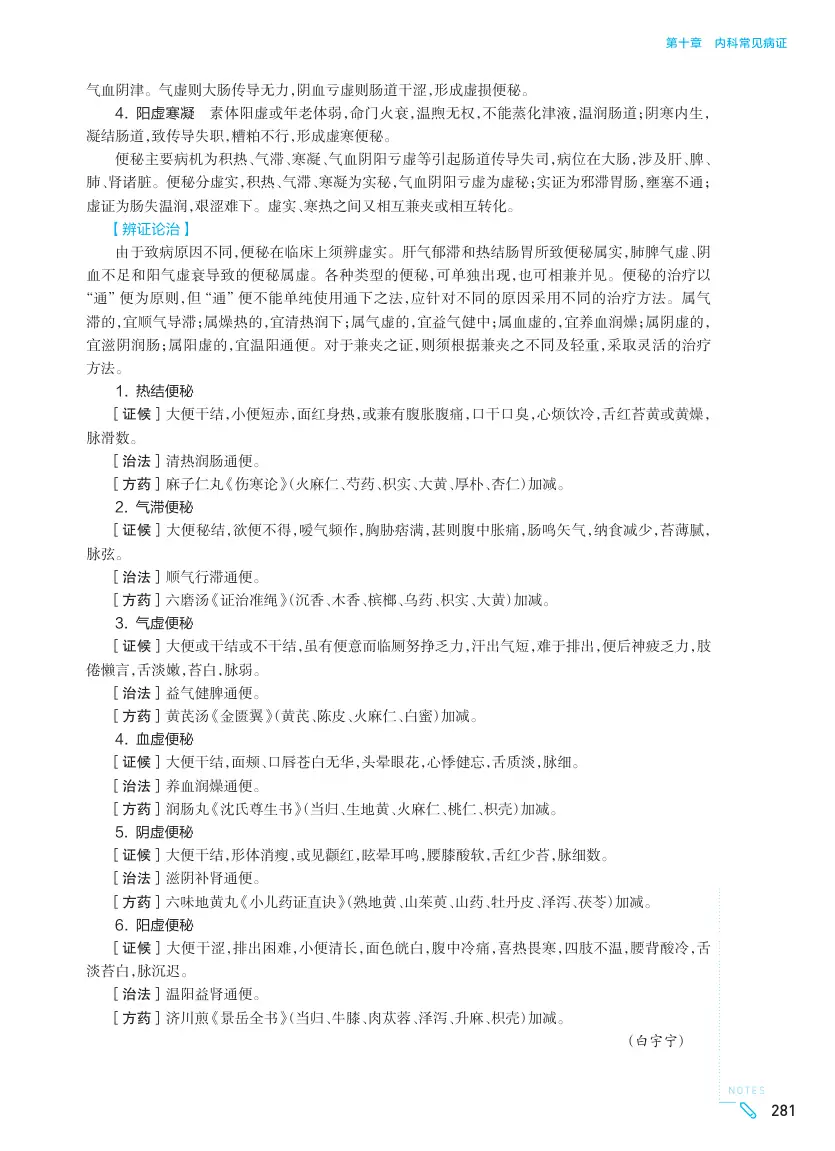 第十章　内科常见病证
气血阴津。气虚则大肠传导无力,阴血亏虚则肠道干涩,形成虚损便秘。
4. 阳虚寒凝　素体阳虚或年老体弱,命门火衰,温煦无权,不能蒸化津液,温润肠道;阴寒内生,
凝结肠道,致传导失职,糟粕不行,形成虚寒便秘。
便秘主要病机为积热、气滞、寒凝、气血阴阳亏虚等引起肠道传导失司,病位在大肠,涉及肝、脾、
肺、肾诸脏。便秘分虚实,积热、气滞、寒凝为实秘,气血阴阳亏虚为虚秘;实证为邪滞胃肠,壅塞不通;
虚证为肠失温润,艰涩难下。虚实、寒热之间又相互兼夹或相互转化。
【辨证论治】
由于致病原因不同,便秘在临床上须辨虚实。肝气郁滞和热结肠胃所致便秘属实,肺脾气虚、阴
血不足和阳气虚衰导致的便秘属虚。各种类型的便秘,可单独出现,也可相兼并见。便秘的治疗以
“通”便为原则,但“通”便不能单纯使用通下之法,应针对不同的原因采用不同的治疗方法。属气
滞的,宜顺气导滞;属燥热的,宜清热润下;属气虚的,宜益气健中;属血虚的,宜养血润燥;属阴虚的,
宜滋阴润肠;属阳虚的,宜温阳通便。对于兼夹之证,则须根据兼夹之不同及轻重,采取灵活的治疗
方法。
1. 热结便秘
［证候］大便干结,小便短赤,面红身热,或兼有腹胀腹痛,口干口臭,心烦饮冷,舌红苔黄或黄燥,
脉滑数。
［治法］清热润肠通便。
［方药］麻子仁丸《伤寒论》(火麻仁、芍药、枳实、大黄、厚朴、杏仁)加减。
2. 气滞便秘
［证候］大便秘结,欲便不得,嗳气频作,胸胁痞满,甚则腹中胀痛,肠鸣矢气,纳食减少,苔薄腻,
脉弦。
［治法］顺气行滞通便。
［方药］六磨汤《证治准绳》(沉香、木香、槟榔、乌药、枳实、大黄)加减。
3. 气虚便秘
［证候］大便或干结或不干结,虽有便意而临厕努挣乏力,汗出气短,难于排出,便后神疲乏力,肢
倦懒言,舌淡嫩,苔白,脉弱。
［治法］益气健脾通便。
［方药］黄芪汤《金匮翼》(黄芪、陈皮、火麻仁、白蜜)加减。
4. 血虚便秘
［证候］大便干结,面颊、口唇苍白无华,头晕眼花,心悸健忘,舌质淡,脉细。
［治法］养血润燥通便。
［方药］润肠丸《沈氏尊生书》(当归、生地黄、火麻仁、桃仁、枳壳)加减。
5. 阴虚便秘
［证候］大便干结,形体消瘦,或见颧红,眩晕耳鸣,腰膝酸软,舌红少苔,脉细数。
［治法］滋阴补肾通便。
［方药］六味地黄丸《小儿药证直诀》(熟地黄、山茱萸、山药、牡丹皮、泽泻、茯苓)加减。
6. 阳虚便秘
［证候］大便干涩,排出困难,小便清长,面色㿠白,腹中冷痛,喜热畏寒,四肢不温,腰背酸冷,舌
淡苔白,脉沉迟。
［治法］温阳益肾通便。
［方药］济川煎《景岳全书》(当归、牛膝、肉苁蓉、泽泻、升麻、枳壳)加减。
(白宇宁)
NOTES
281